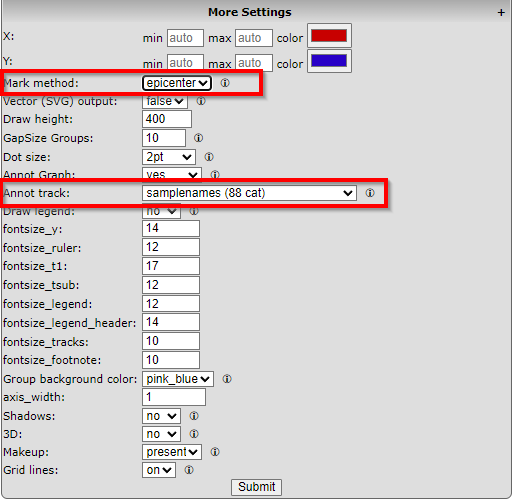 More Settings +
X: min auto max auto color
Y: min auto max auto color
Mark method: epicenter
Vector (SVG) output: false
Draw height: 400
GapSize Groups: 10
Dot size: 2pt
Annot Graph: yes
Annot track: samplenames (88 cat)
Draw legend: no
fontsize_y: 14
fontsize_ruler: 12
fontsize_t1: 17
fontsize_tsub: 12
fontsize_legend: 12
fontsize_legend_header: 14
fontsize_tracks: 10
fontsize_footnote: 10
Group background color: pink_blue
axis_width: 1
Shadows: no
3D: no
Makeup: present
Grid lines: on
Submit